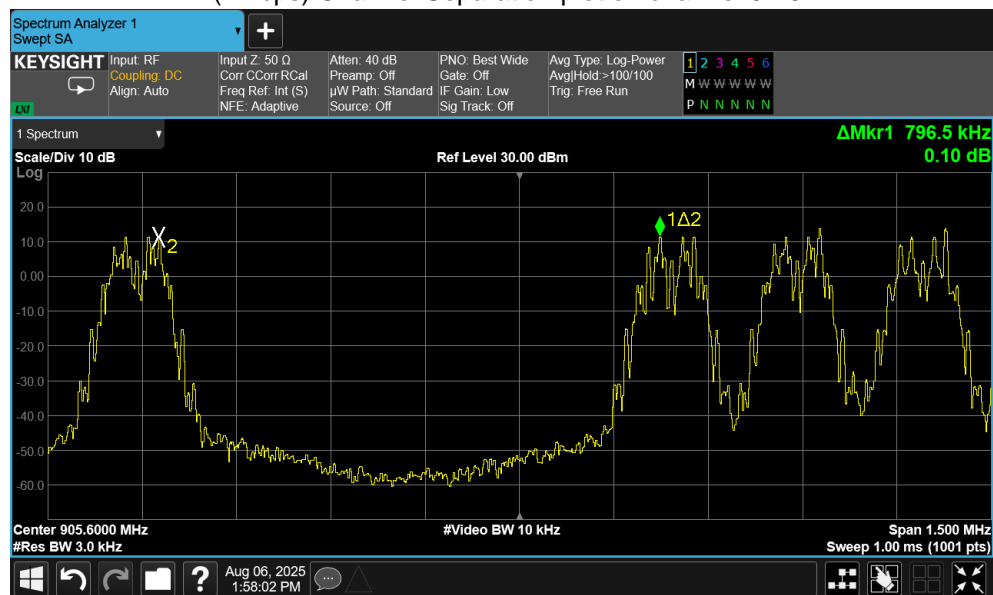 Spectrum Analyzer 1
Swept SA
+
KEYSIGHT
LXI
Input: RF
Coupling: DC
Align: Auto
Input Z: 50 Ω
Corr CCorr RCal
Freq Ref: Int (S)
NFE: Adaptive
Atten: 40 dB
Preamp: Off
µW Path: Standard
Source: Off
PNO: Best Wide
Gate: Off
IF Gain: Low
Sig Track: Off
Avg Type: Log-Power
Avg|Hold:>100/100
Trig: Free Run
1 2 3 4 5 6
M W W W W W
P N N N N N
1 Spectrum
ΔMkr1 796.5 kHz
0.10 dB
Scale/Div 10 dB
Ref Level 30.00 dBm
Log
20.0
10.0
0.00
-10.0
-20.0
-30.0
-40.0
-50.0
-60.0
2
1Δ2
Center 905.6000 MHz
#Video BW 10 kHz
Span 1.500 MHz
#Res BW 3.0 kHz
Sweep 1.00 ms (1001 pts)
?
Aug 06, 2025
1:58:02 PM